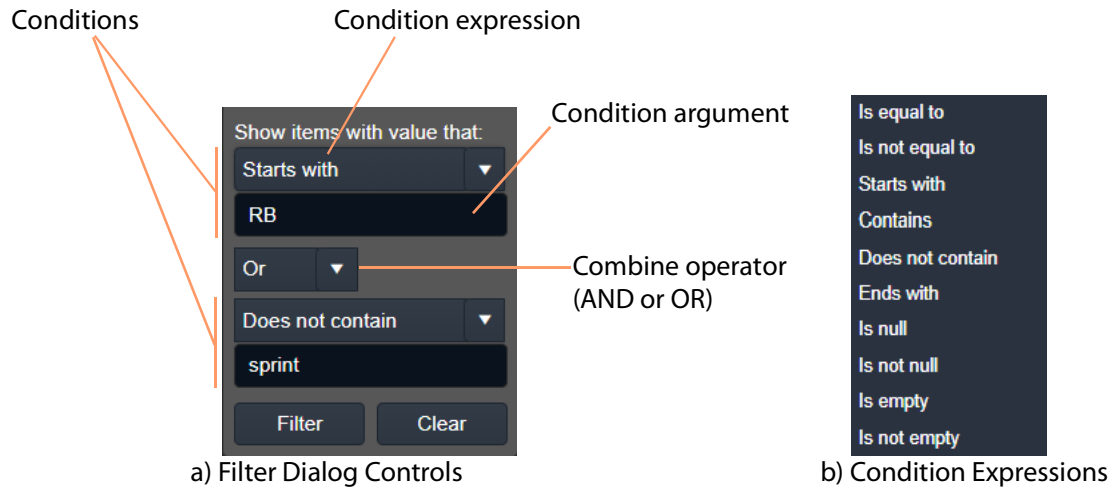 Conditions
Condition expression
Condition argument
Show items with value that:
Starts with
RB
Or
Combine operator
(AND or OR)
Does not contain
sprint
Filter
Clear
a) Filter Dialog Controls
Is equal to
Is not equal to
Starts with
Contains
Does not contain
Ends with
Is null
Is not null
Is empty
Is not empty
b) Condition Expressions